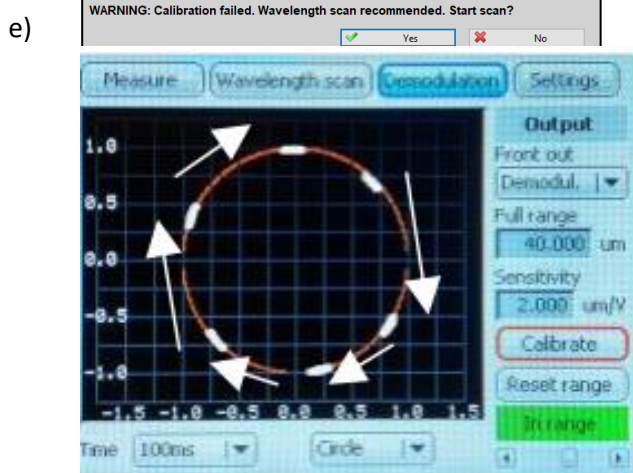 WARNING: Calibration failed. Wavelength scan recommended. Start scan?
e)
Yes No
Measure Wavelength scan Demodulation Settings
Output
Front out
Demodul.
Full range
40.000 um
Sensitivity
2.000 um/V
Calibrate
Reset range
In range
1.0
0.5
0.0
-0.5
-1.0
-1.5 -1.0 -0.5 0.0 0.5 1.0 1.5
Time 100ms Circle